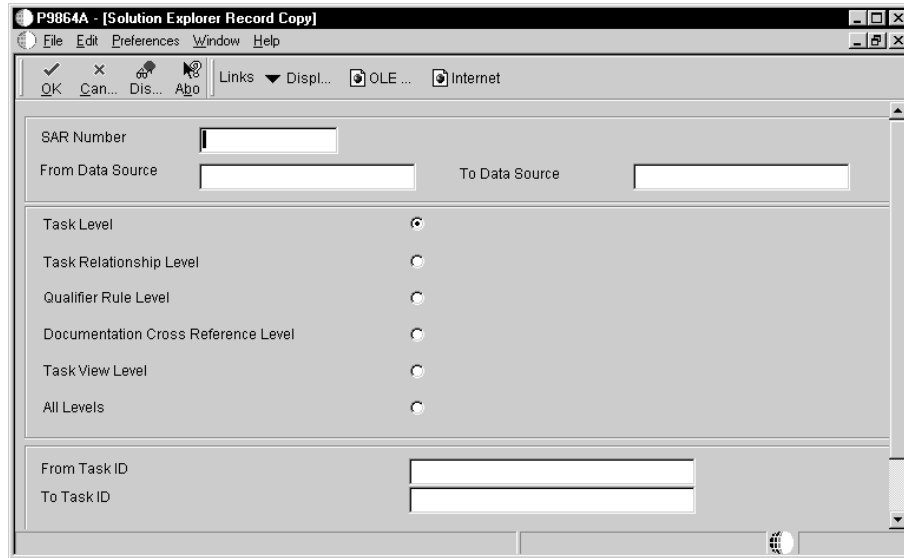 P9864A - [Solution Explorer Record Copy]
File Edit Preferences Window Help
OK Can... Dis... Abo Links Displ... OLE ... Internet
SAR Number
From Data Source To Data Source
Task Level
Task Relationship Level
Qualifier Rule Level
Documentation Cross Reference Level
Task View Level
All Levels
From Task ID
To Task ID